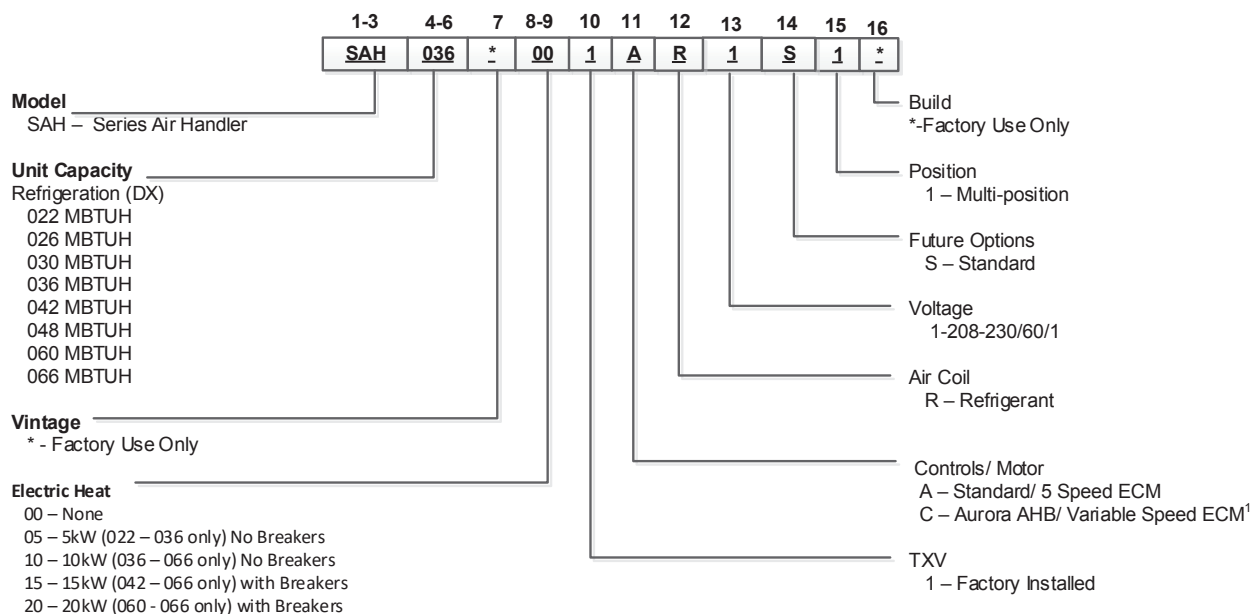 1-3 4-6 7 8-9 10 11 12 13 14 15 16
SAH 036 * 00 1 A R 1 S 1 *
Model
SAH – Series Air Handler
Unit Capacity
Refrigeration (DX)
022 MBTUH
026 MBTUH
030 MBTUH
036 MBTUH
042 MBTUH
048 MBTUH
060 MBTUH
066 MBTUH
Vintage
* - Factory Use Only
Electric Heat
00 – None
05 – 5kW (022 – 036 only) No Breakers
10 – 10kW (036 – 066 only) No Breakers
15 – 15kW (042 – 066 only) with Breakers
20 – 20kW (060 - 066 only) with Breakers
Build
*-Factory Use Only
Position
1 – Multi-position
Future Options
S – Standard
Voltage
1-208-230/60/1
Air Coil
R – Refrigerant
Controls/ Motor
A – Standard/ 5 Speed ECM
C – Aurora AHB/ Variable Speed ECM¹
TXV
1 – Factory Installed